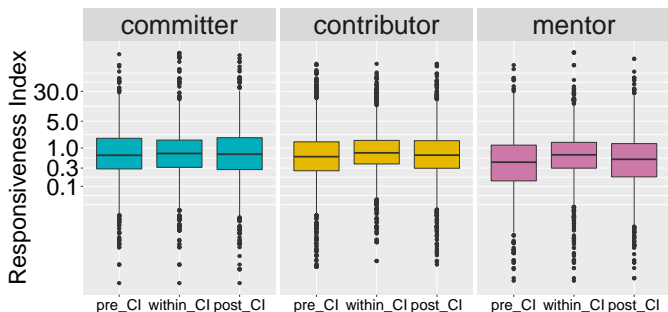 committer contributor mentor
Responsiveness Index
30.0
5.0
1.0
0.3
0.1
pre_CI within_CI post_CI pre_CI within_CI post_CI pre_CI within_CI post_CI